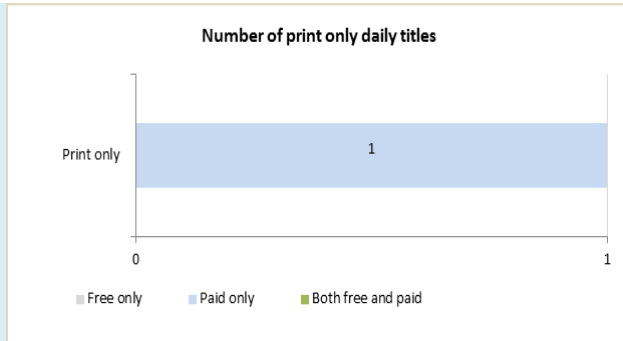 Number of print only daily titles
Print only
1
0 1
Free only Paid only Both free and paid